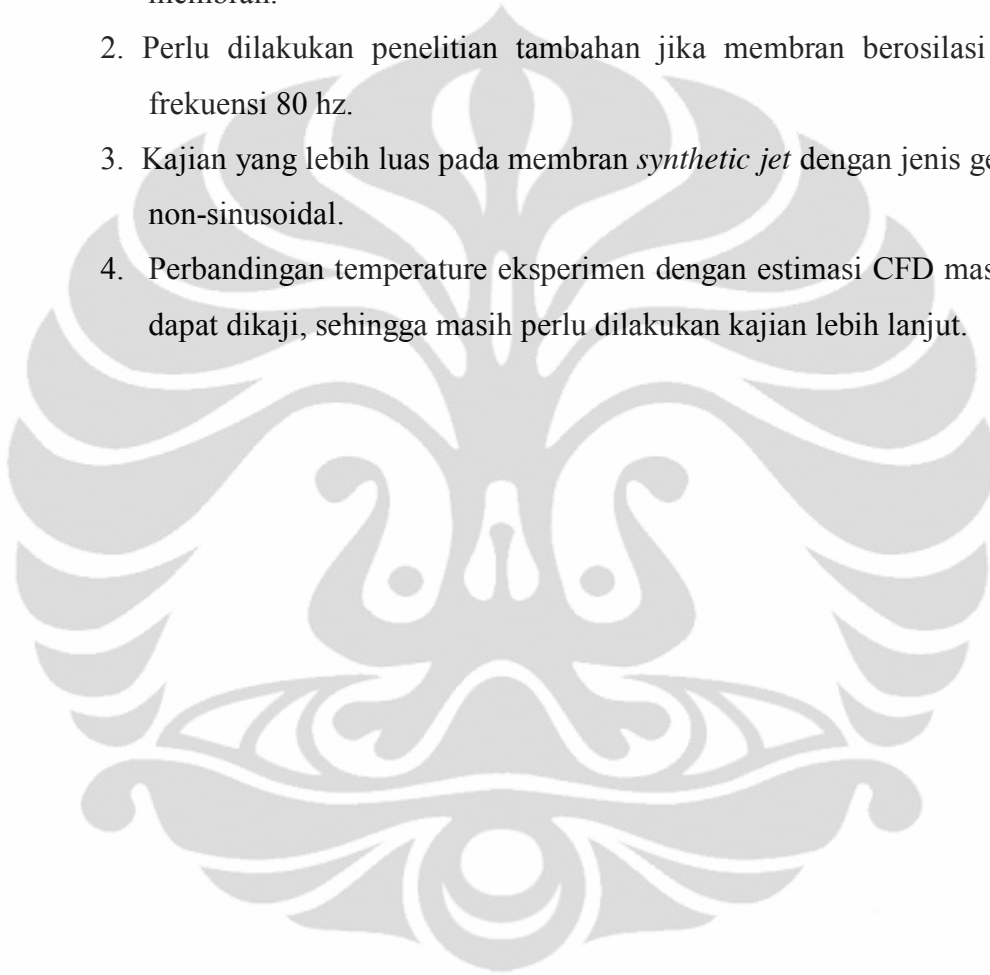 membran.
2. Perlu dilakukan penelitian tambahan jika membran berosilasi
frekuensi 80 hz.
3. Kajian yang lebih luas pada membran synthetic jet dengan jenis
non-sinusoidal.
4. Perbandingan temperature eksperimen dengan estimasi CFD
dapat dikaji, sehingga masih perlu dilakukan kajian lebih lanjut.